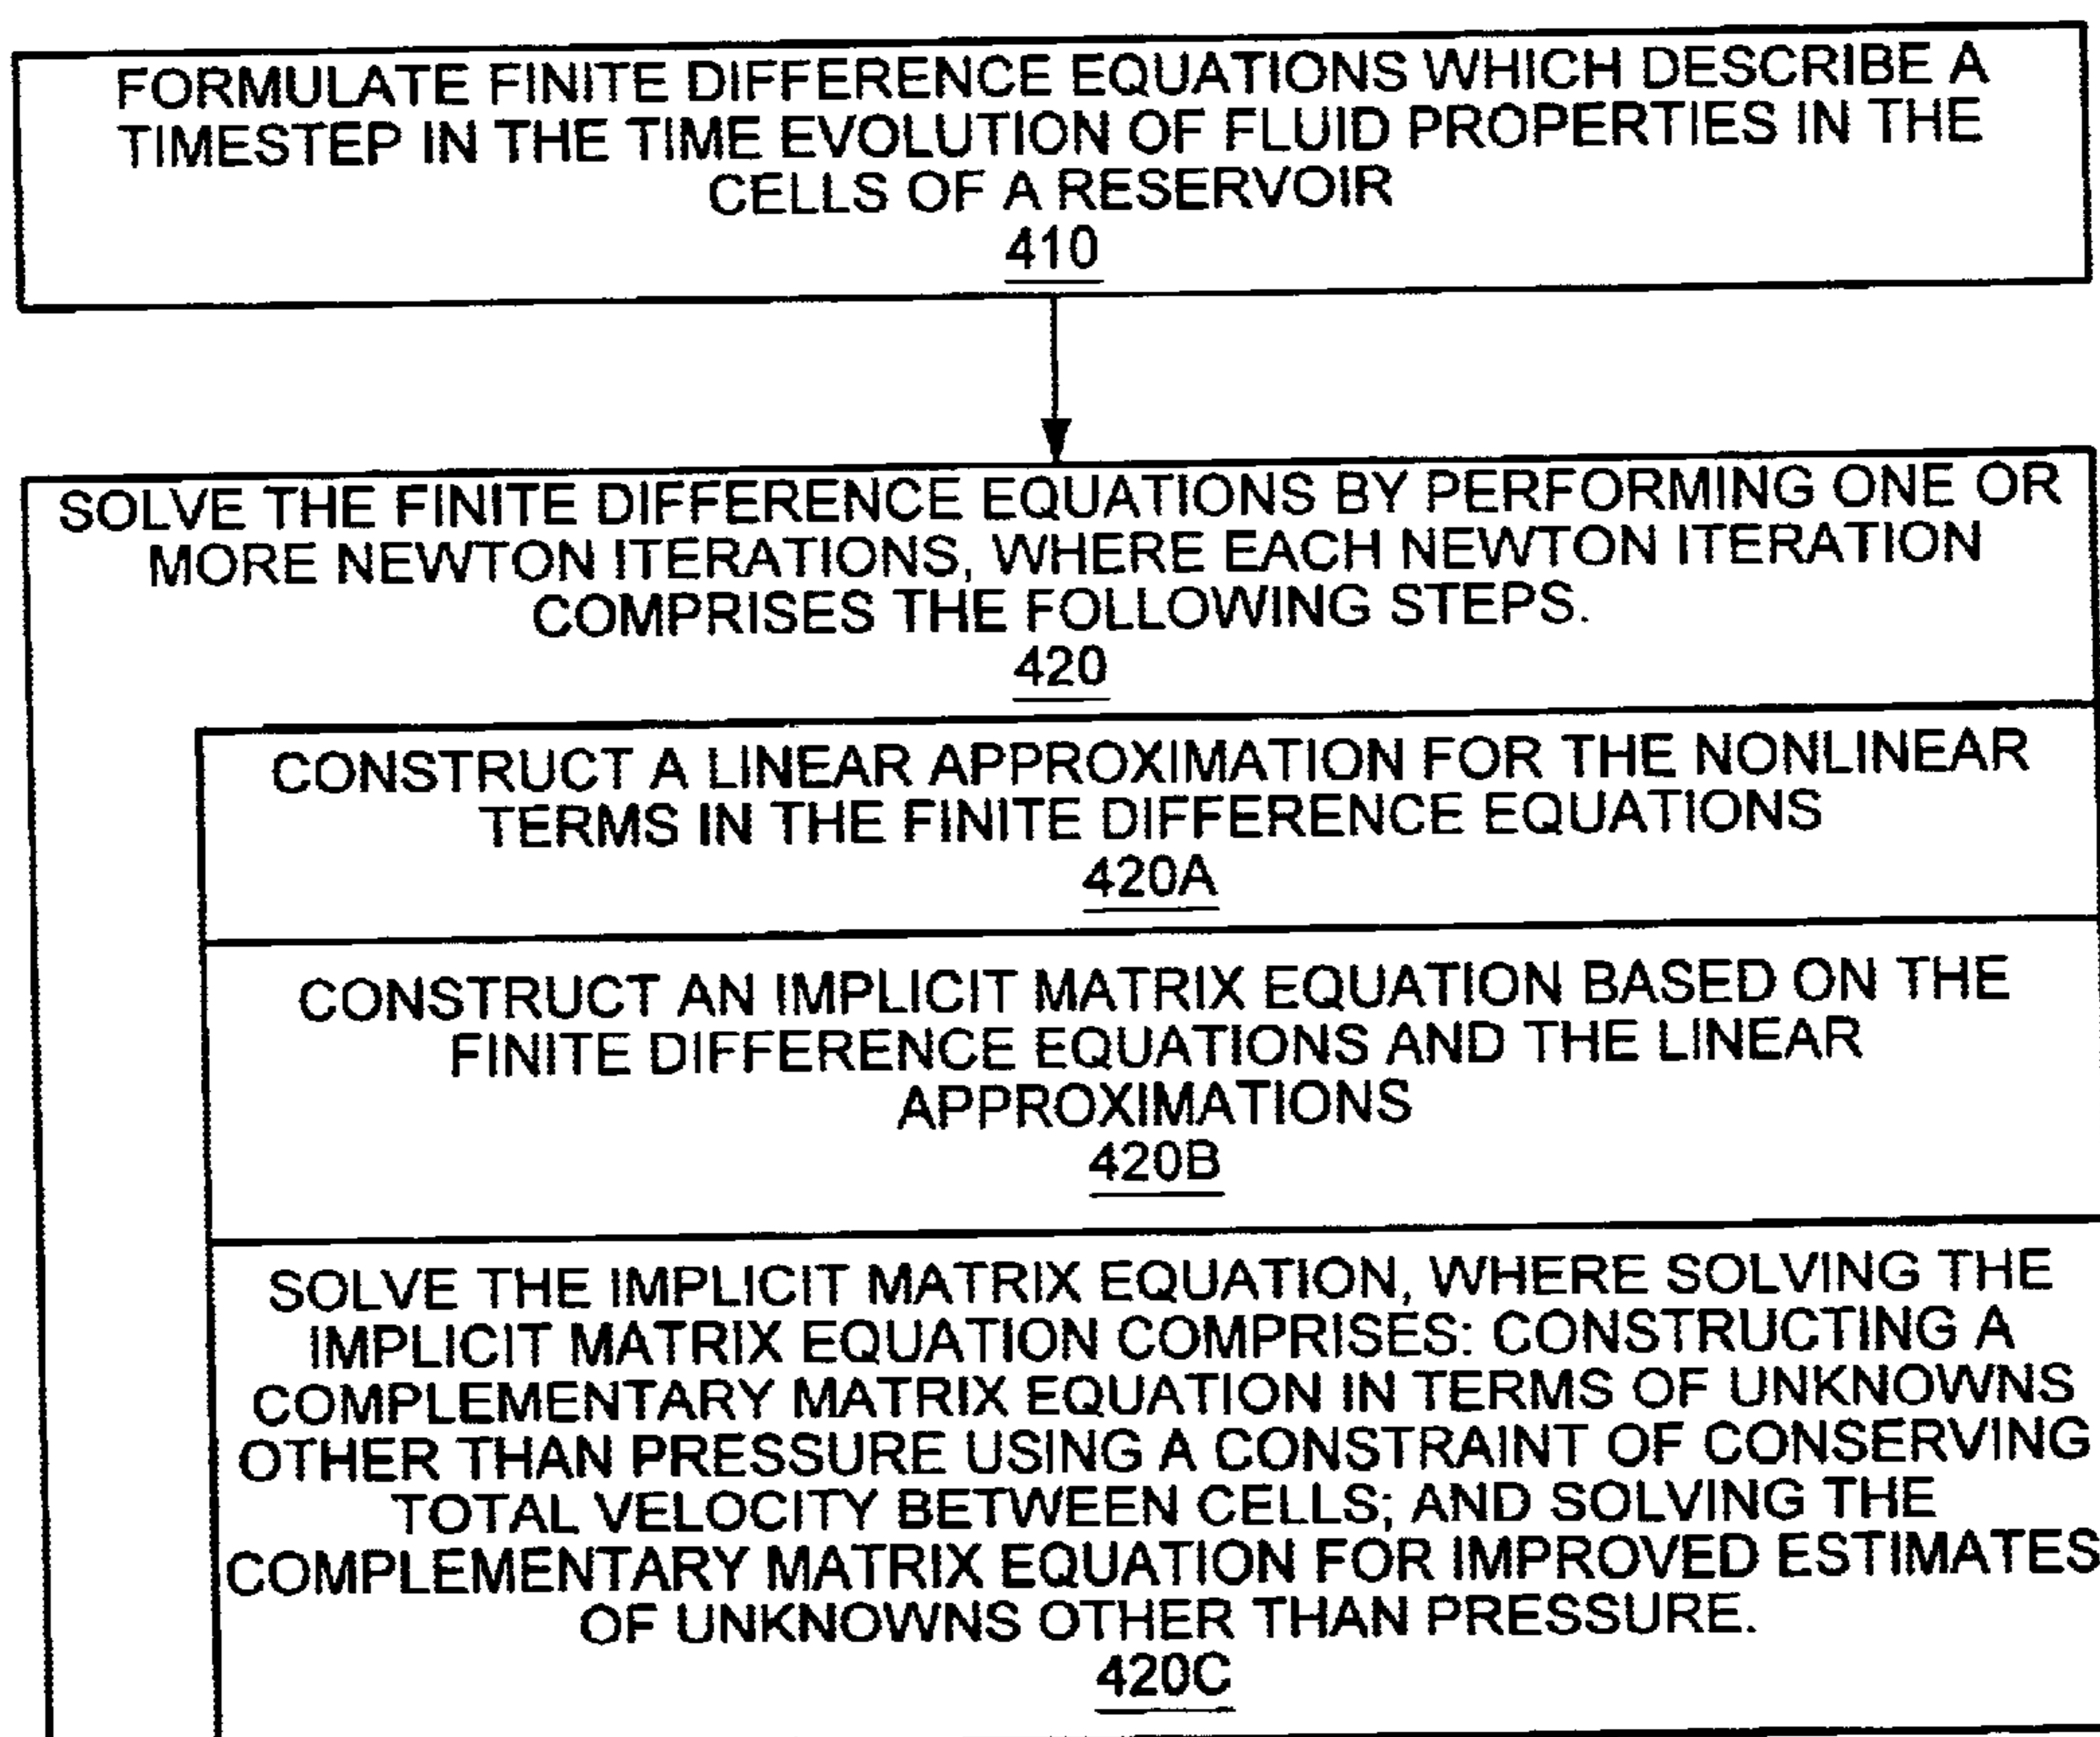 FORMULATE FINITE DIFFERENCE EQUATIONS WHICH DESCRIBE A
TIMESTEP IN THE TIME EVOLUTION OF FLUID PROPERTIES IN THE
CELLS OF A RESERVOIR
410
SOLVE THE FINITE DIFFERENCE EQUATIONS BY PERFORMING ONE OR
MORE NEWTON ITERATIONS, WHERE EACH NEWTON ITERATION
COMPRISES THE FOLLOWING STEPS.
420
CONSTRUCT A LINEAR APPROXIMATION FOR THE NONLINEAR
TERMS IN THE FINITE DIFFERENCE EQUATIONS
420A
CONSTRUCT AN IMPLICIT MATRIX EQUATION BASED ON THE
FINITE DIFFERENCE EQUATIONS AND THE LINEAR
APPROXIMATIONS
420B
SOLVE THE IMPLICIT MATRIX EQUATION, WHERE SOLVING THE
IMPLICIT MATRIX EQUATION COMPRISES: CONSTRUCTING A
COMPLEMENTARY MATRIX EQUATION IN TERMS OF UNKNOWNS
OTHER THAN PRESSURE USING A CONSTRAINT OF CONSERVING
TOTAL VELOCITY BETWEEN CELLS; AND SOLVING THE
COMPLEMENTARY MATRIX EQUATION FOR IMPROVED ESTIMATES
OF UNKNOWNS OTHER THAN PRESSURE.
420C